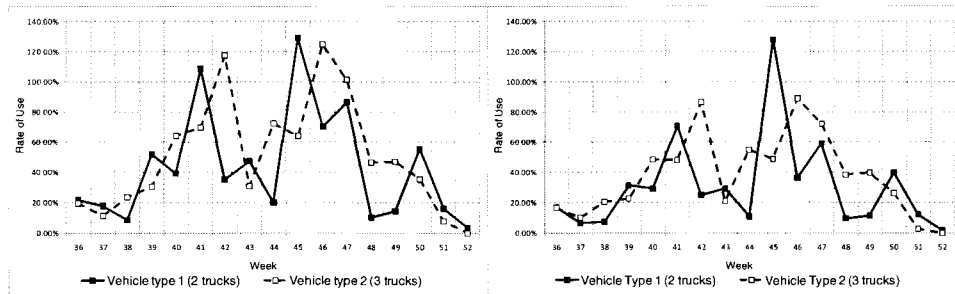 140.00%
120.00%
100.00%
80.00%
60.00%
40.00%
20.00%
0.00%
Rate of Use
36 37 38 39 40 41 42 43 44 45 46 47 48 49 50 51 52
Week
Vehicle type 1 (2 trucks) Vehicle type 2 (3 trucks)
140.00%
120.00%
100.00%
80.00%
60.00%
40.00%
20.00%
0.00%
Rate of Use
36 37 38 39 40 41 42 43 44 45 46 47 48 49 50 51 52
Week
Vehicle Type 1 (2 trucks) Vehicle Type 2 (3 trucks)